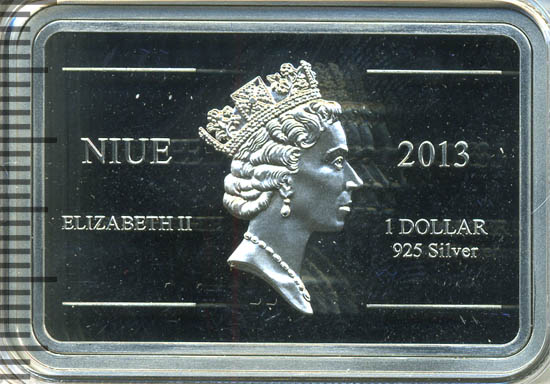 NIUE
2013
ELIZABETH II
1 DOLLAR
925 Silver